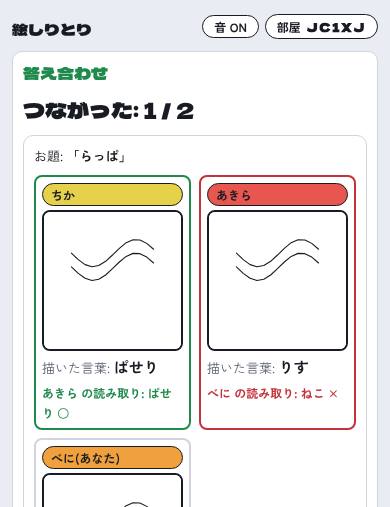 絵しりとり
音 ON
部屋 JC1XJ
答え合わせ
つながった: 1 / 2
お題: 「らっぱ」
ちか
描いた言葉: ぱせり
あきら の読み取り: ぱせ
り ○
あきら
描いた言葉: りす
べに の読み取り: ねこ ×
べに(あなた)